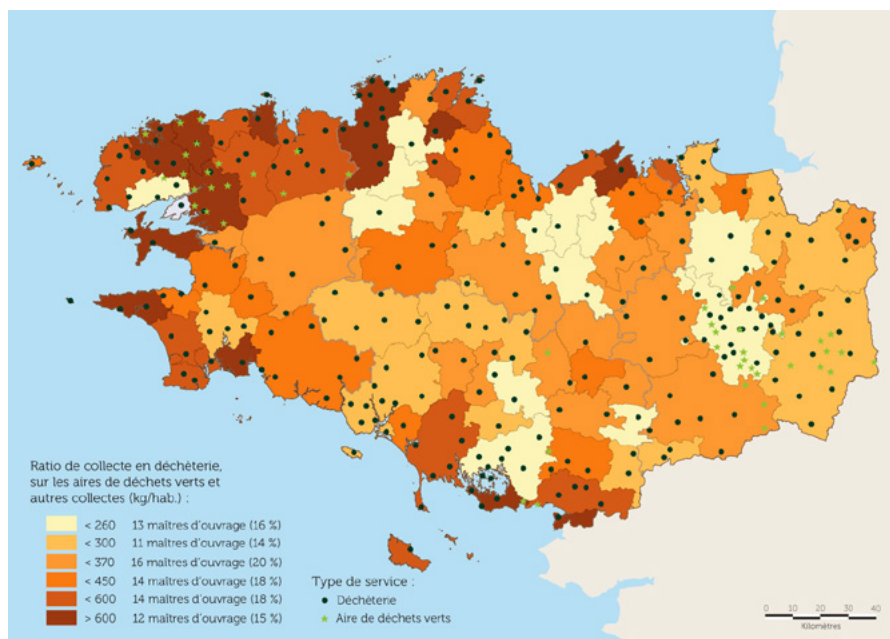 Ratio de collecte en déchèterie,
sur les aires de déchets verts et
autres collectes (kg/hab.) :
< 260 13 maîtres d'ouvrage (16 %)
< 300 11 maîtres d'ouvrage (14 %)
< 370 16 maîtres d'ouvrage (20 %)
< 450 14 maîtres d'ouvrage (18 %)
< 600 14 maîtres d'ouvrage (18 %)
> 600 12 maîtres d'ouvrage (15 %)
Type de service :
Déchèterie
Aire de déchets verts
0 10 20 30 40
Kilomètres